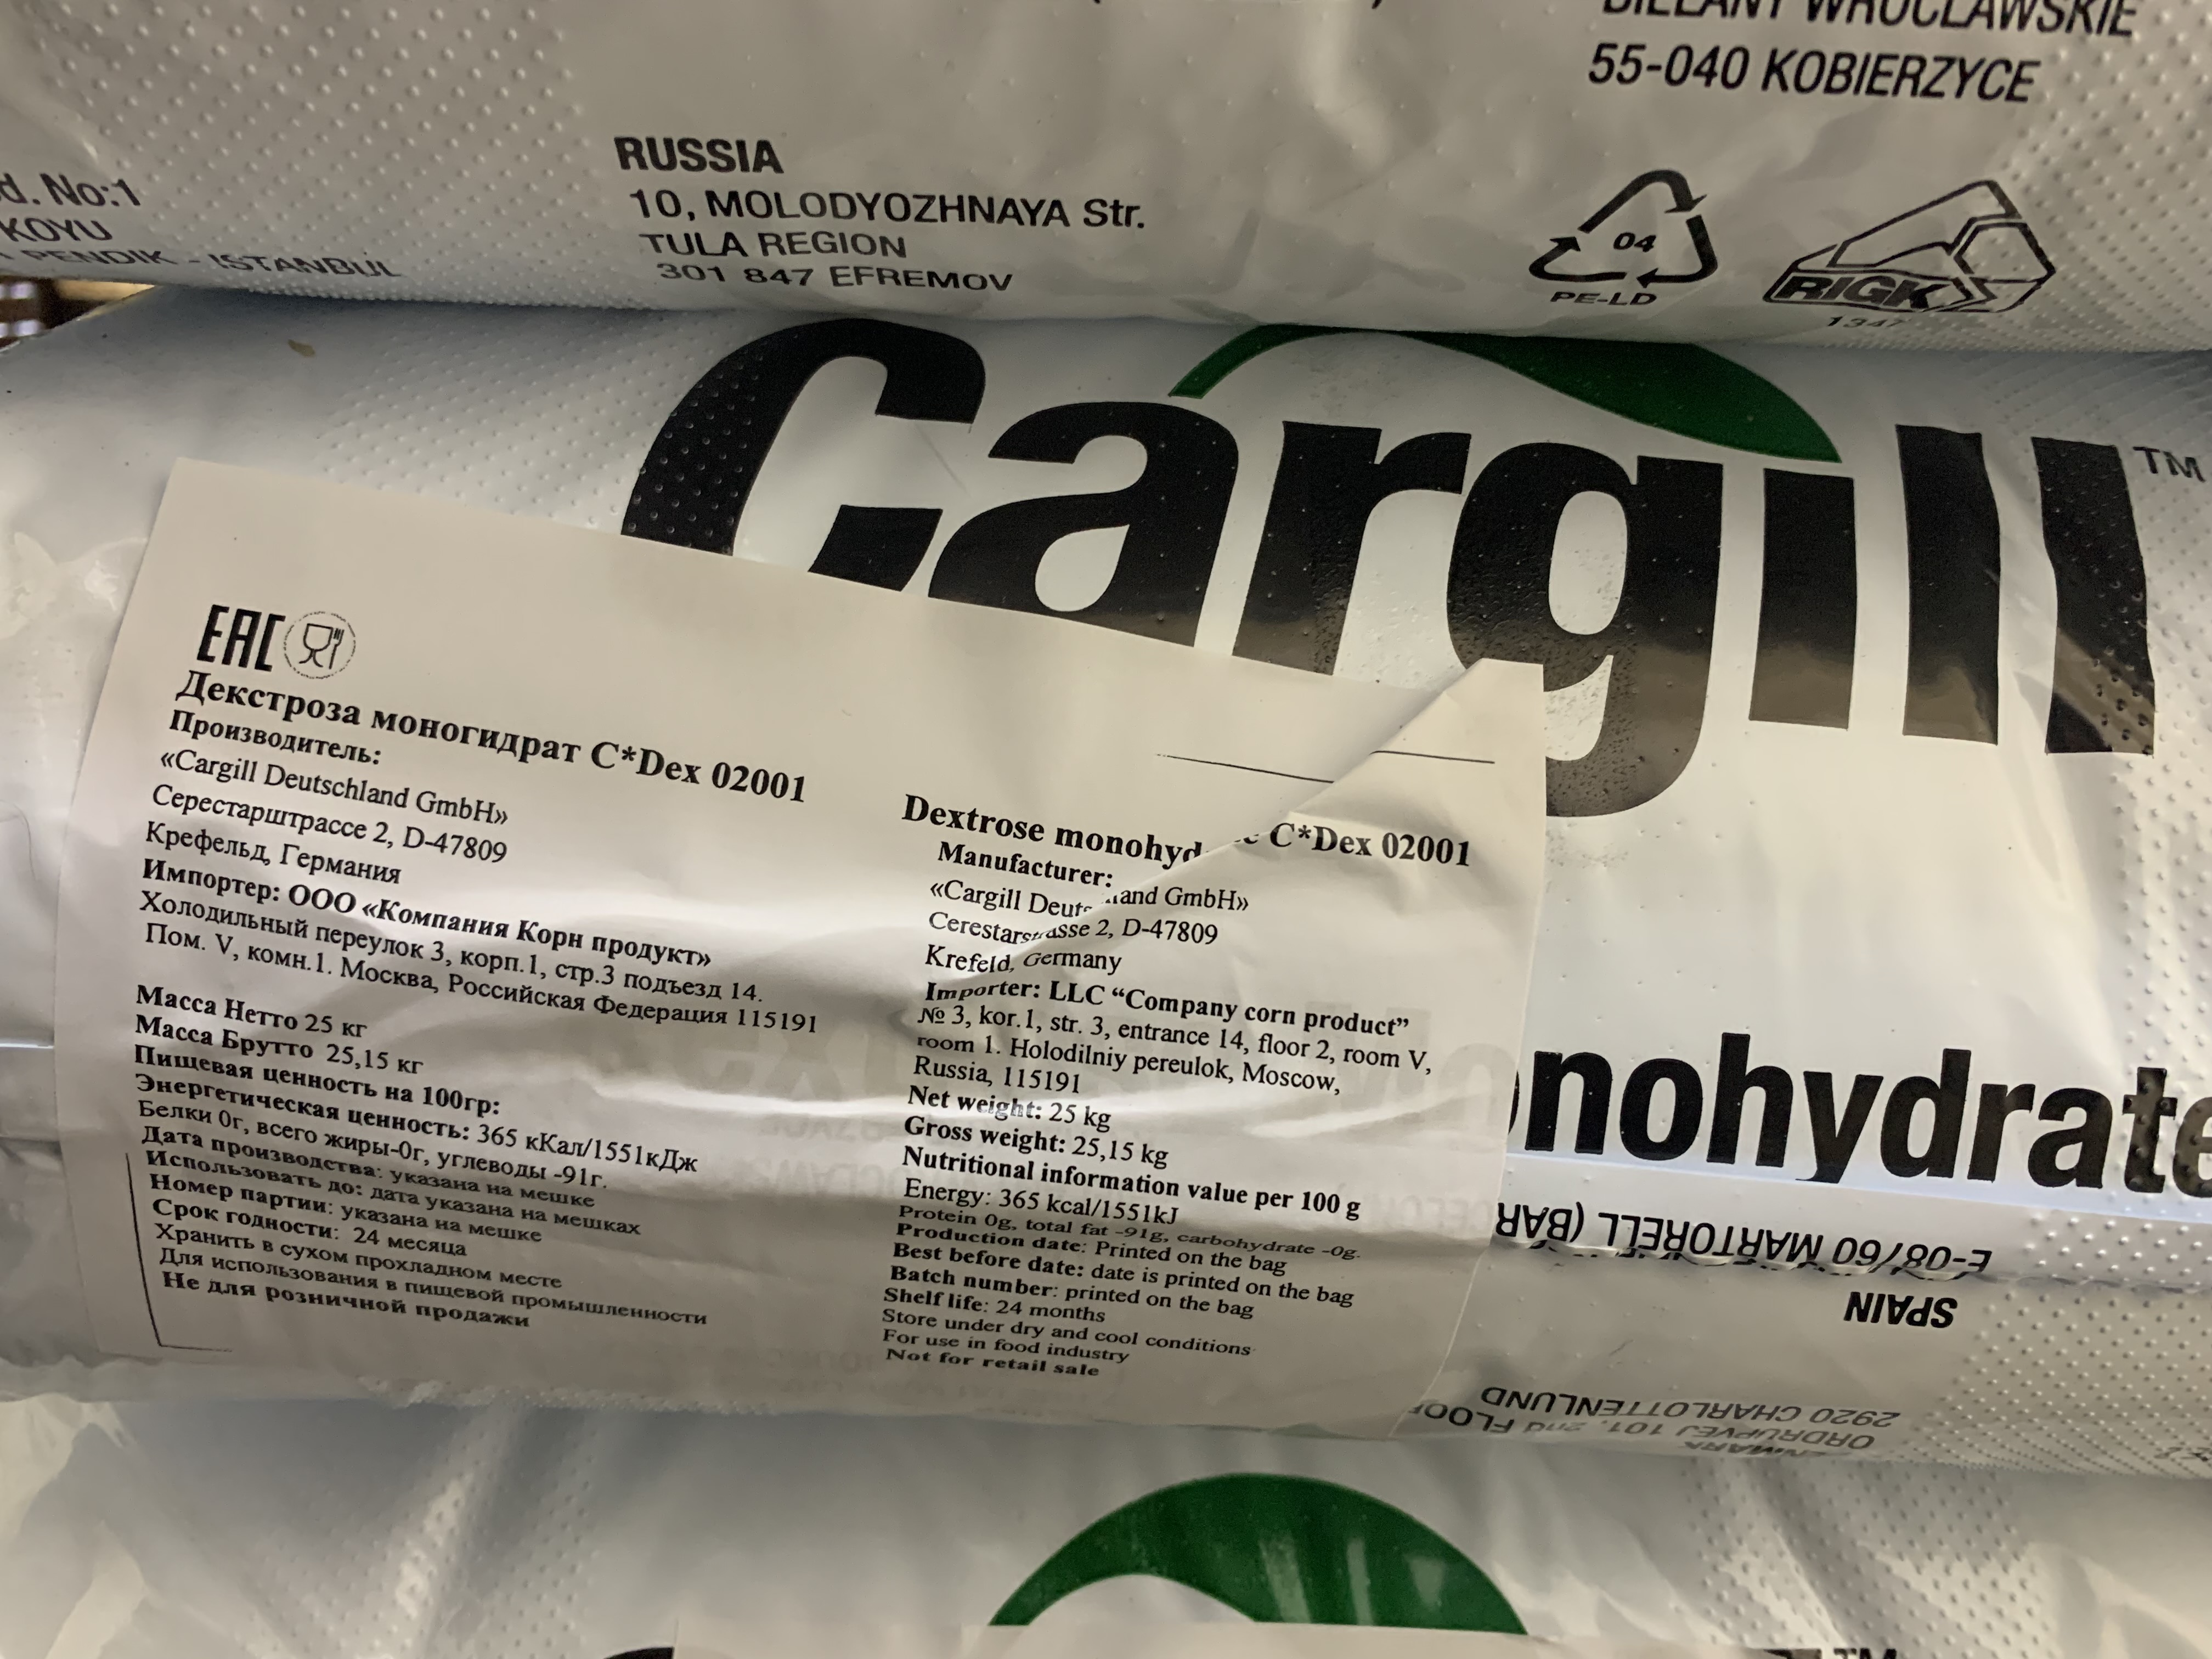 WROCLAWSKIE
55-040 KOBIERZYCE
RUSSIA
10, MOLODYOZHNAYA Str.
TULA REGION
301 847 EFREMOV
No:1
KOYU
PENDIK - ISTANBUL
04
PE-LD
RIGK
1347
Cargill™
EAC
Декстроза моногидрат C*Dex 02001
Производитель:
«Cargill Deutschland GmbH»
Серестарштрассе 2, D-47809
Крефельд, Германия
Импортер: ООО «Компания Корн продукт»
Холодильный переулок 3, корп.1, стр.3 подъезд 14.
Пом. V, комн.1. Москва, Российская Федерация 115191
Масса Нетто 25 кг
Масса Брутто 25,15 кг
Пищевая ценность на 100гр:
Энергетическая ценность: 365 кКал/1551кДж
Белки 0г, всего жиры-0г, углеводы -91г.
Дата производства: указана на мешке
Использовать до: дата указана на мешках
Номер партии: указана на мешке
Срок годности: 24 месяца
Хранить в сухом прохладном месте
Для использования в пищевой промышленности
Не для розничной продажи
Dextrose monohyd e C*Dex 02001
Manufacturer:
«Cargill Deuts and GmbH»
Cerestarstrasse 2, D-47809
Krefeld, Germany
Importer: LLC “Company corn product”
№ 3, kor.1, str. 3, entrance 14, floor 2, room V,
room 1. Holodilniy pereulok, Moscow,
Russia, 115191
Net weight: 25 kg
Gross weight: 25,15 kg
Nutritional information value per 100 g
Energy: 365 kcal/1551kJ
Protein 0g, total fat -91g, carbohydrate -0g.
Production date: Printed on the bag
Best before date: date is printed on the bag
Batch number: printed on the bag
Shelf life: 24 months
Store under dry and cool conditions
For use in food industry
Not for retail sale
onohydrate
E-08760 MARTORELL (BAR
SPAIN
2920 CHARLOTTENLUND
ORDRUPVEJ 101, 2nd FLOOR
TM